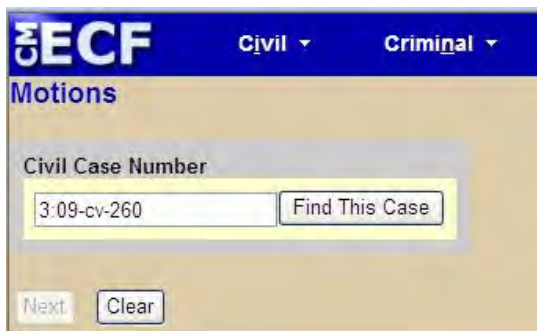 CM ECF Civil Criminal
Motions
Civil Case Number
3:09-cv-260 Find This Case
Next Clear